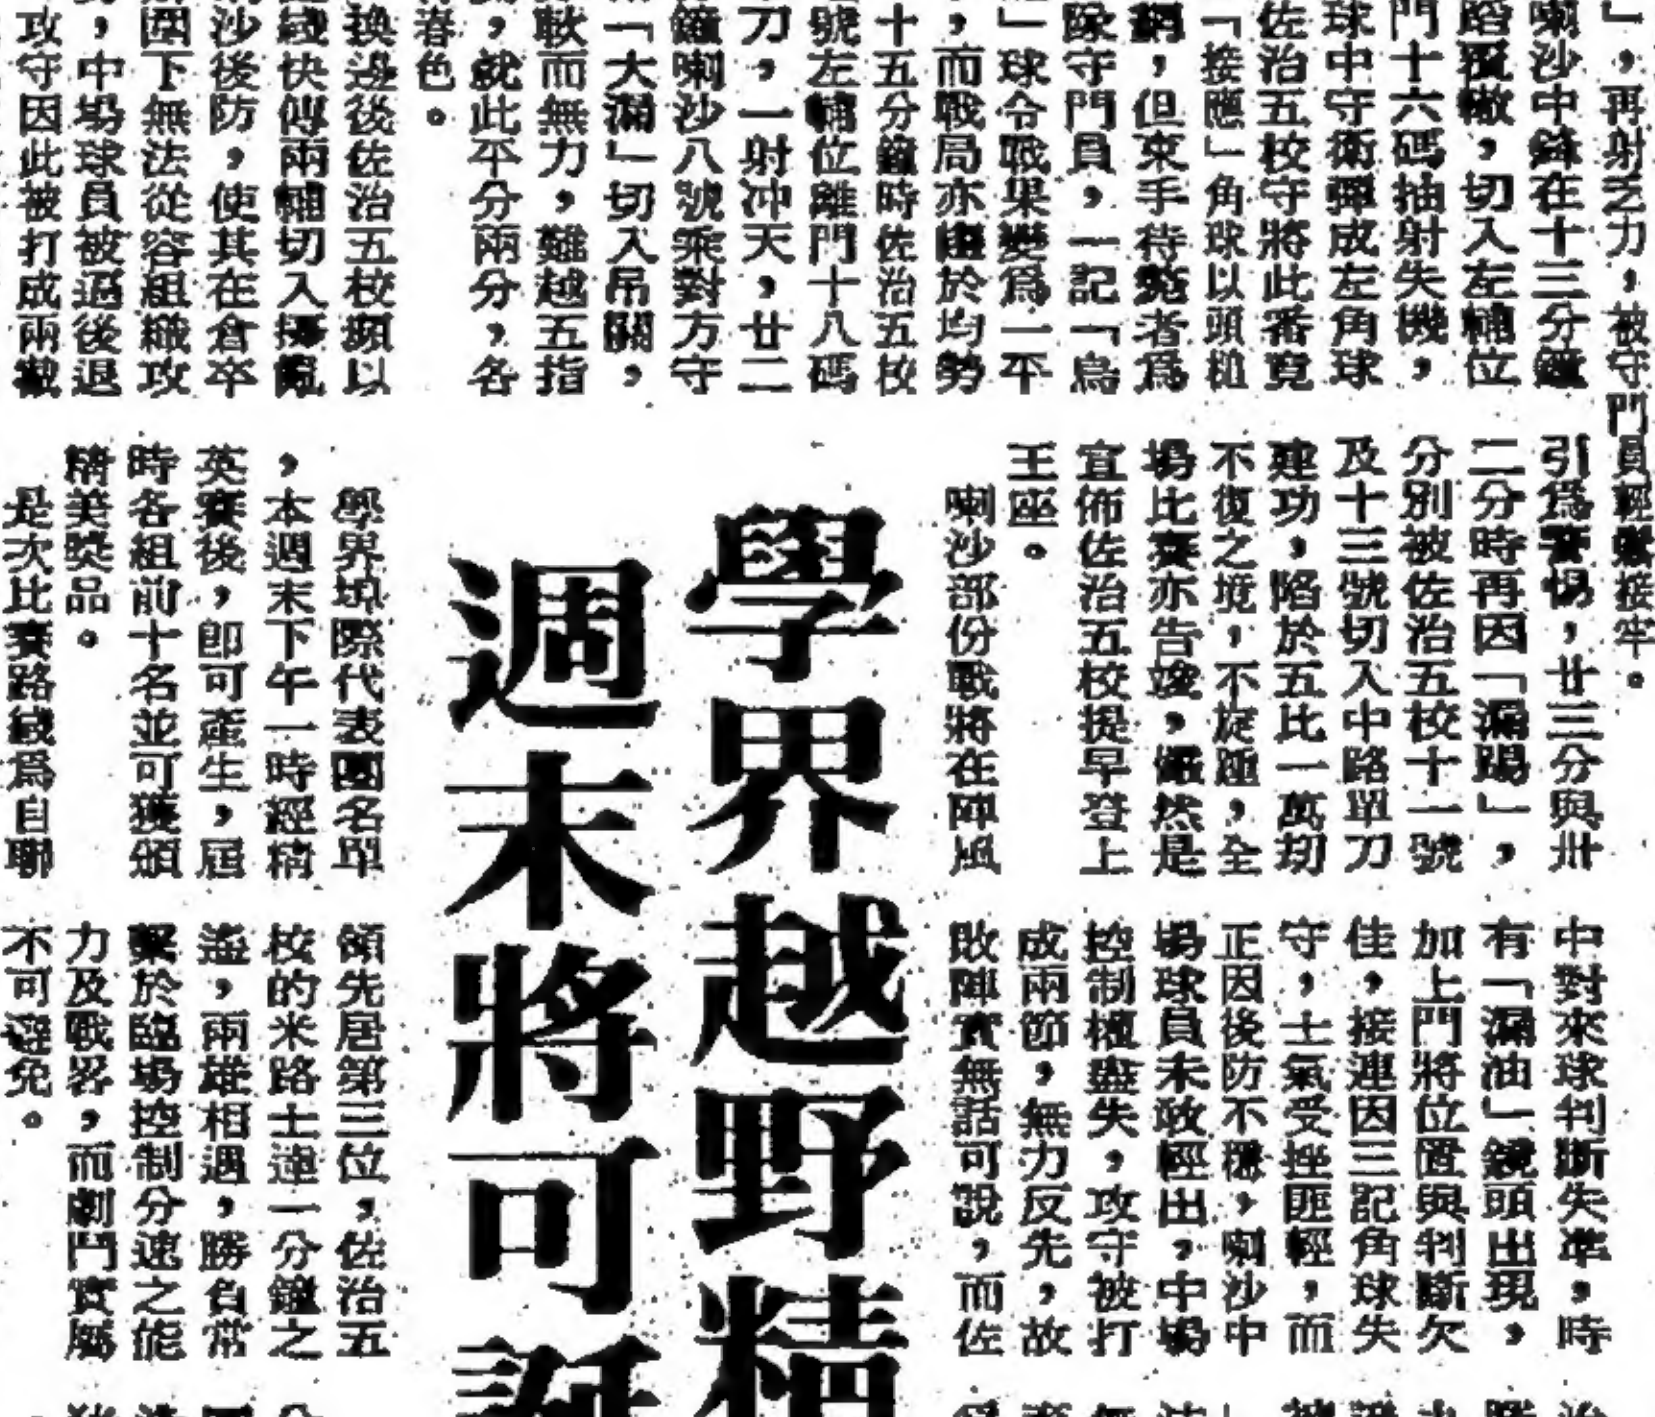 」，再射乏力，被守門員輕鬆接牢。
喇沙中鋒在十三分鐘
蹈覆轍，切入左輔位
門十六碼抽射失機，
球中守衛彈成左角球
佐治五校守將此番竟
「接應」角球以頭槌
網，但束手待斃者為
隊守門員，一記「烏
」球令戰果變為一平
，而戰局亦趨於均勢
十五分鐘時佐治五校
號左輔位離門十八碼
刀，一射冲天，廿二
鐘喇沙八號乘對方守
「大漏」切入吊關，
耿而無力，難越五指
，就此平分兩分，各
春色。
換邊後佐治五校頻以
綫快傳兩輔切入擾亂
沙後防，使其在倉卒
圍下無法從容組織攻
，中場球員被逼後退
攻守因此被打成兩截
引為警惕，廿三分與卅
二分時再因「漏踢」，
分別被佐治五校十一號
及十三號切入中路單刀
建功，陷於五比一萬刧
不復之境，不旋踵，全
場比賽亦告竣，儼然是
宣佈佐治五校提早登上
王座。
喇沙部份戰將在陣風
中對來球判斷失準，時
有「漏油」鏡頭出現，
加上門將位置與判斷欠
佳，接連因三記角球失
守，士氣受挫匪輕，而
正因後防不穩，喇沙中
場球員未敢輕出，中場
控制權盡失，攻守被打
成兩節，無力反先，故
敗陣實無話可說，而佐
學界越野精
週末將可誕
學界埠際代表團名單
，本週末下午一時經精
英賽後，即可產生，屆
時各組前十名並可獲頒
精美獎品。
是次比賽路綫為自聯
領先居第三位，佐治五
校的米路士達一分鐘之
遙，兩雄相遇，勝負常
繫於臨場控制分速之能
力及戰畧，而劇鬥實屬
不可避免。